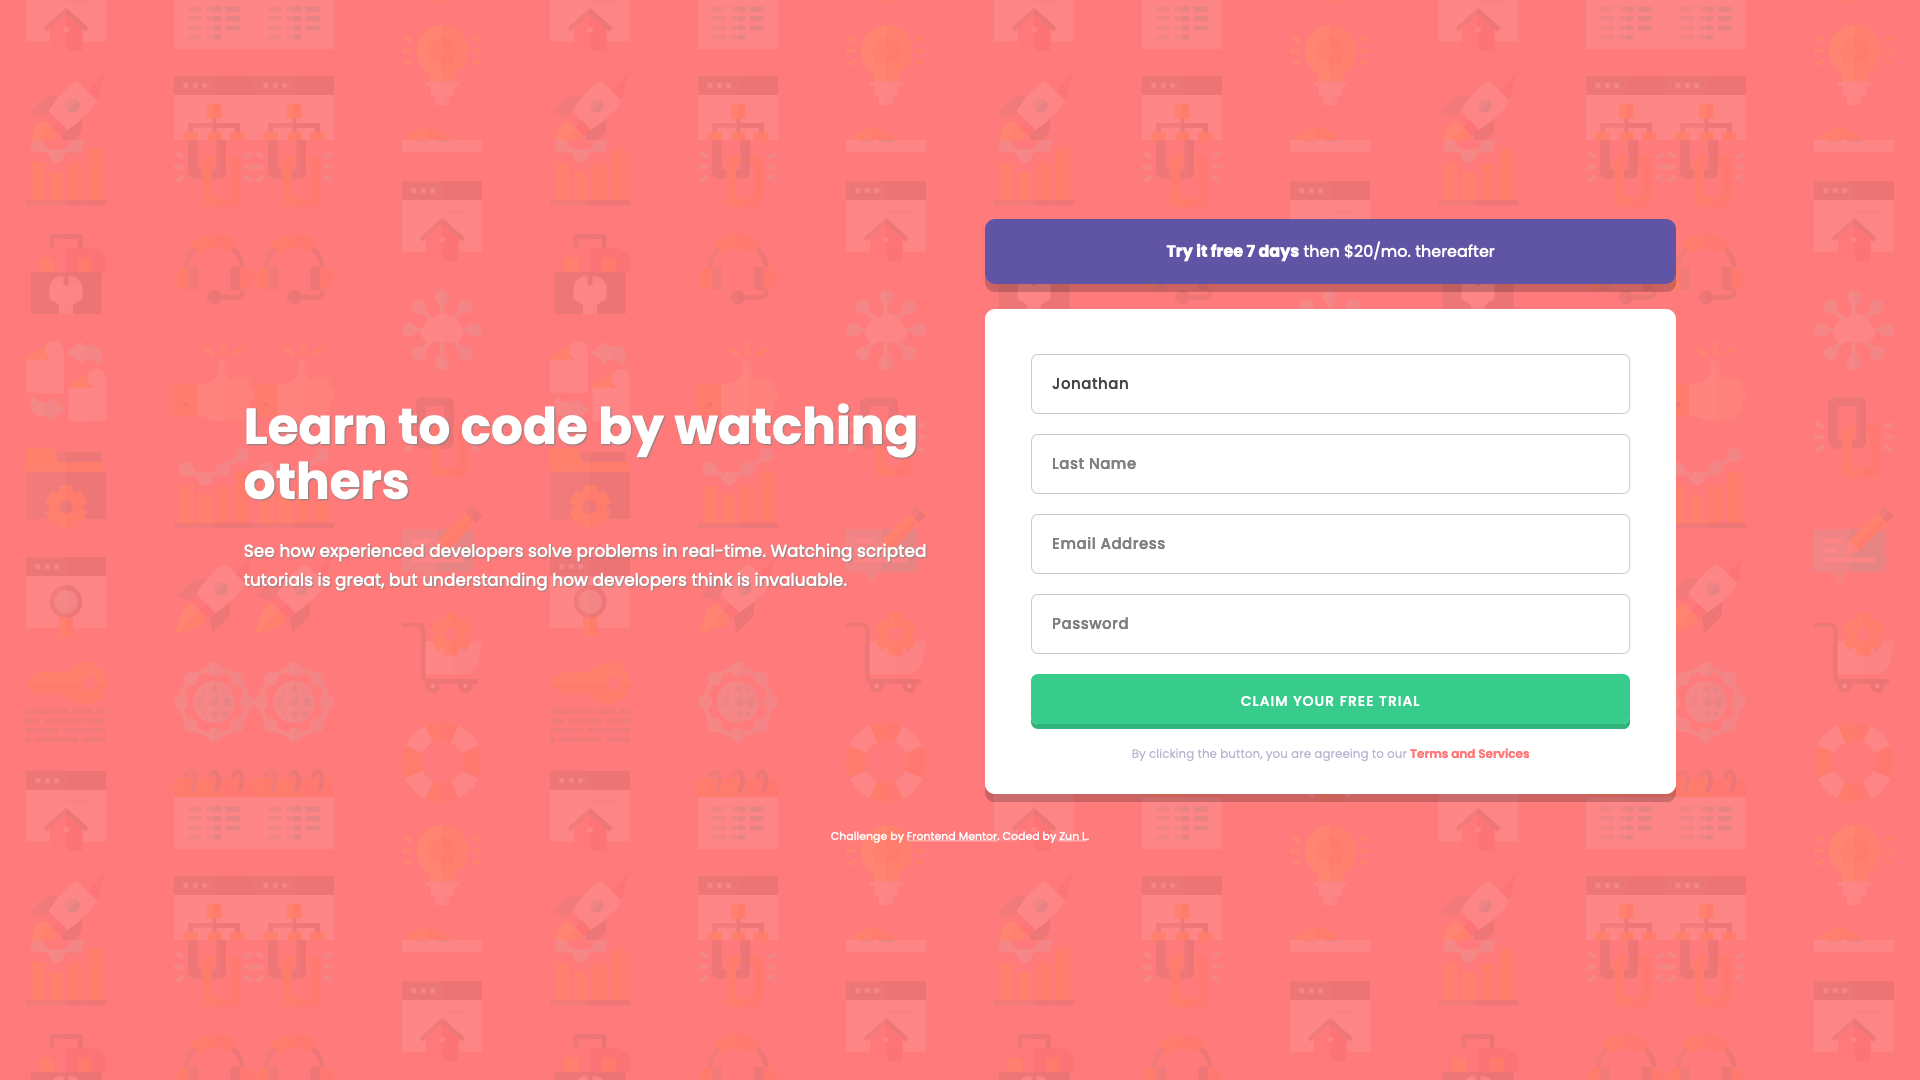 Try it free 7 days then $20/mo. thereafter
Jonathan
Last Name
Email Address
Password
CLAIM YOUR FREE TRIAL
By clicking the button, you are agreeing to our Terms and Services
Learn to code by watching
others
See how experienced developers solve problems in real-time. Watching scripted
tutorials is great, but understanding how developers think is invaluable.
Challenge by Frontend Mentor. Coded by Zun L.